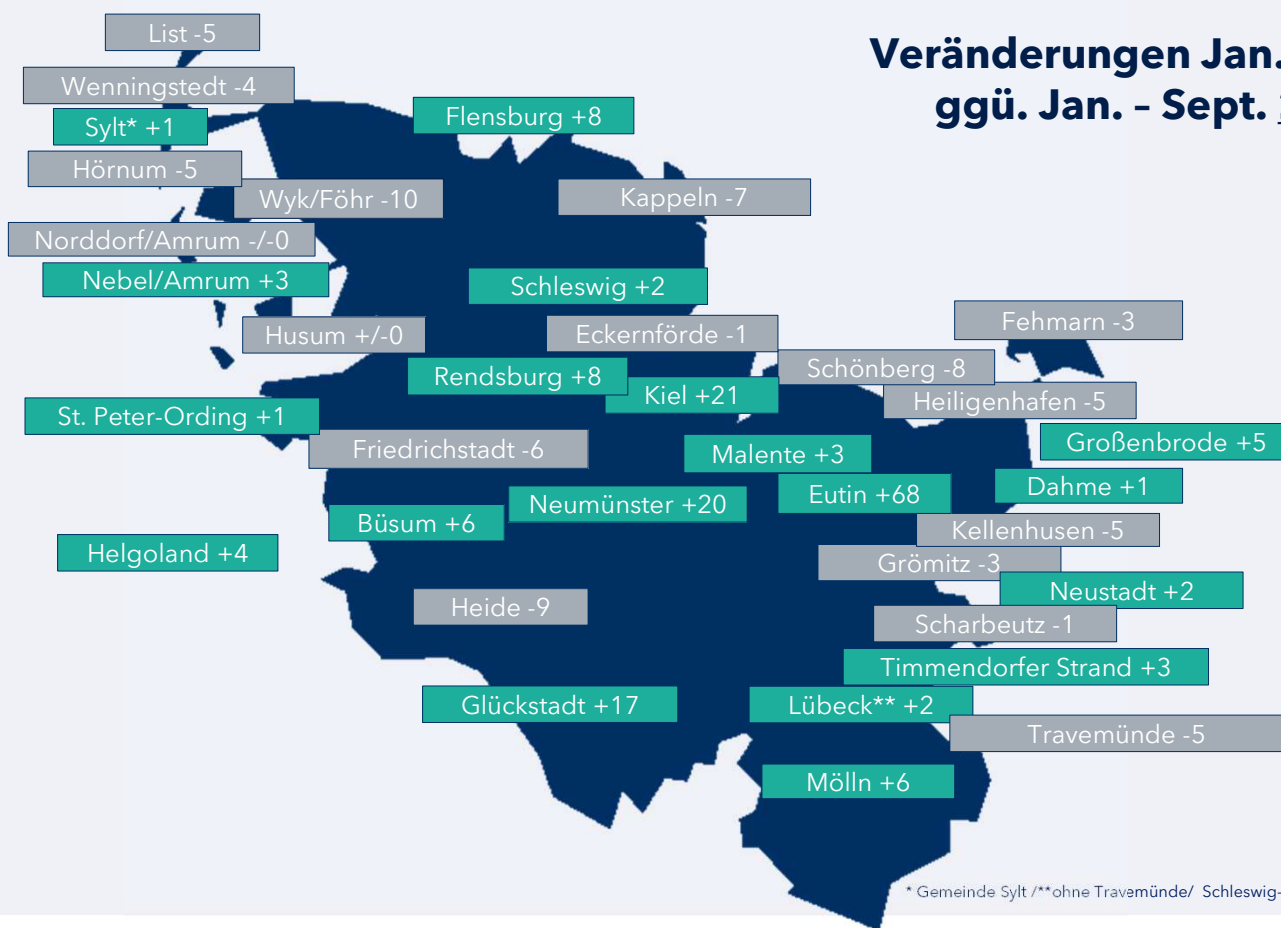 Veränderungen Jan.
ggü. Jan. – Sept.
List -5
Wenningstedt -4
Sylt* +1
Flensburg +8
Hörnum -5
Wyk/Föhr -10
Kappeln -7
Norddorf/Amrum -/-0
Nebel/Amrum +3
Schleswig +2
Husum +/-0
Eckernförde -1
Fehmarn -3
Rendsburg +8
Schönberg -8
Kiel +21
Heiligenhafen -5
St. Peter-Ording +1
Friedrichstadt -6
Malente +3
Großenbrode +5
Neumünster +20
Eutin +68
Dahme +1
Büsum +6
Kellenhusen -5
Helgoland +4
Grömitz -3
Neustadt +2
Heide -9
Scharbeutz -1
Timmendorfer Strand +3
Glückstadt +17
Lübeck** +2
Travemünde -5
Mölln +6
* Gemeinde Sylt /**ohne Travemünde/ Schleswig-